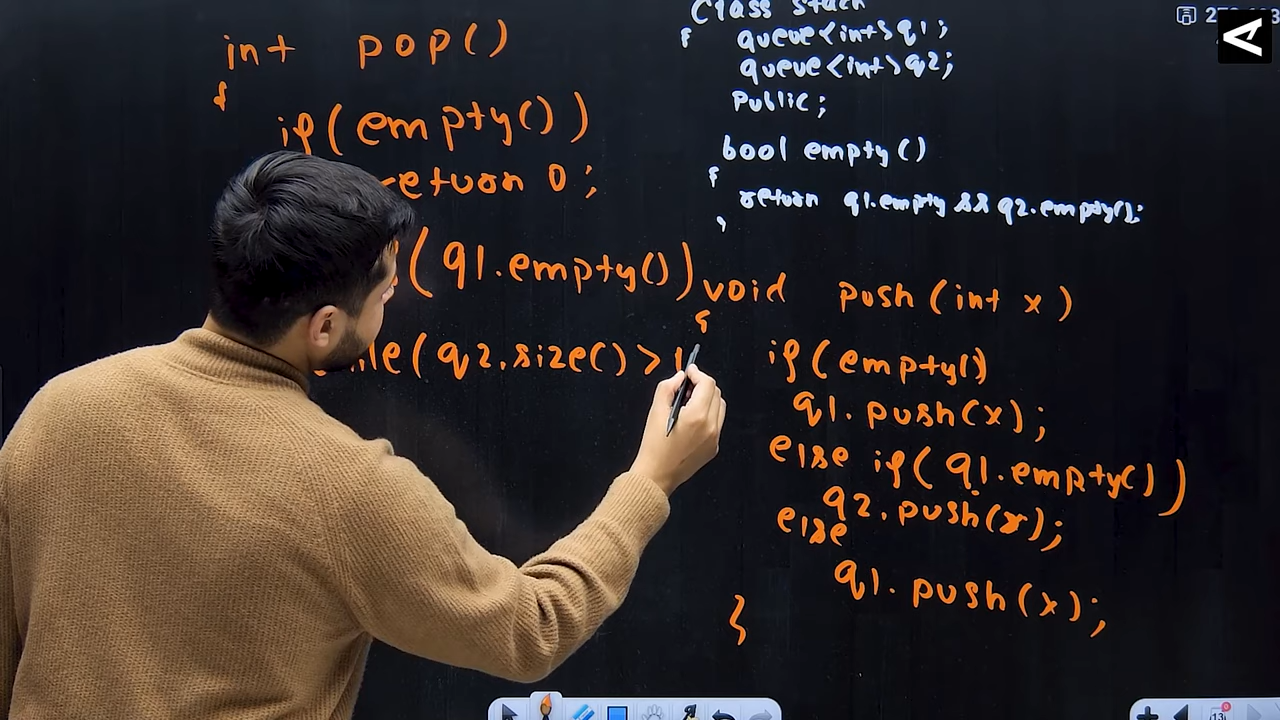 int pop()
{
if(empty())
return 0;
(q1.empty())
(q2.size()>1
Class Stack
{ queue<int>q1;
queue<int>q2;
Public;
bool empty()
{
return q1.empty && q2.empty();
}
void push(int x)
{
if(empty()
q1.push(x);
else if(q1.empty())
q2.push(x);
else
q1.push(x);
}